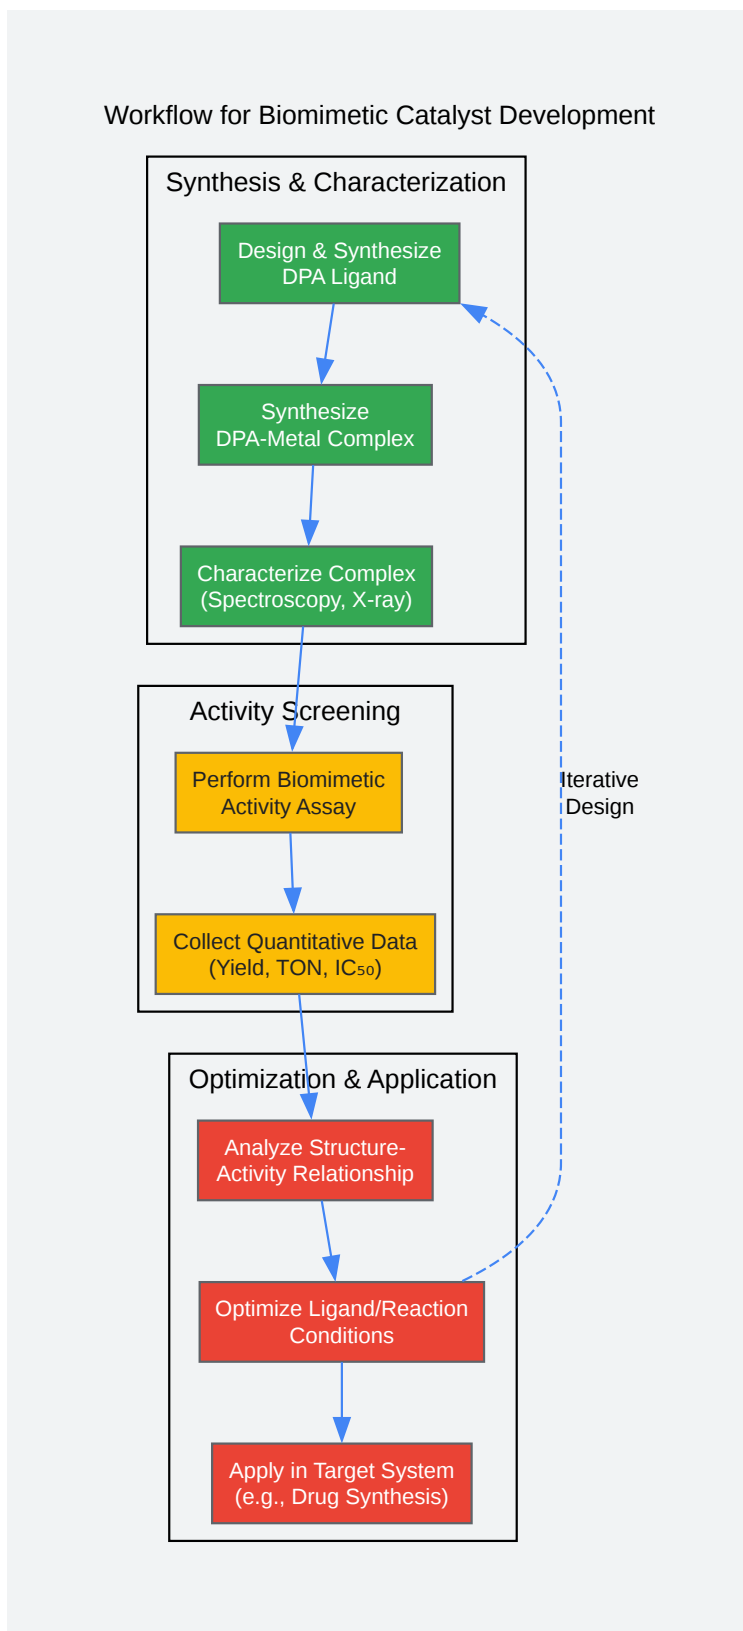 Workflow for Biomimetic Catalyst Development
Synthesis & Characterization
Design & Synthesize
DPA Ligand
Synthesize
DPA-Metal Complex
Characterize Complex
(Spectroscopy, X-ray)
Activity Screening
Perform Biomimetic
Activity Assay
Iterative
Design
Collect Quantitative Data
(Yield, TON, IC₅₀)
Optimization & Application
Analyze Structure-
Activity Relationship
Optimize Ligand/Reaction
Conditions
Apply in Target System
(e.g., Drug Synthesis)